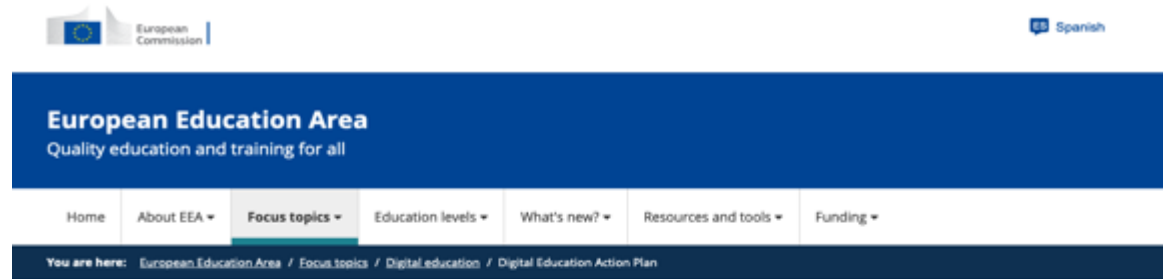 European
Commission
ES Spanish
European Education Area
Quality education and training for all
Home About EEA Focus topics Education levels What's new? Resources and tools Funding
You are here: European Education Area / Focus topics / Digital education / Digital Education Action Plan